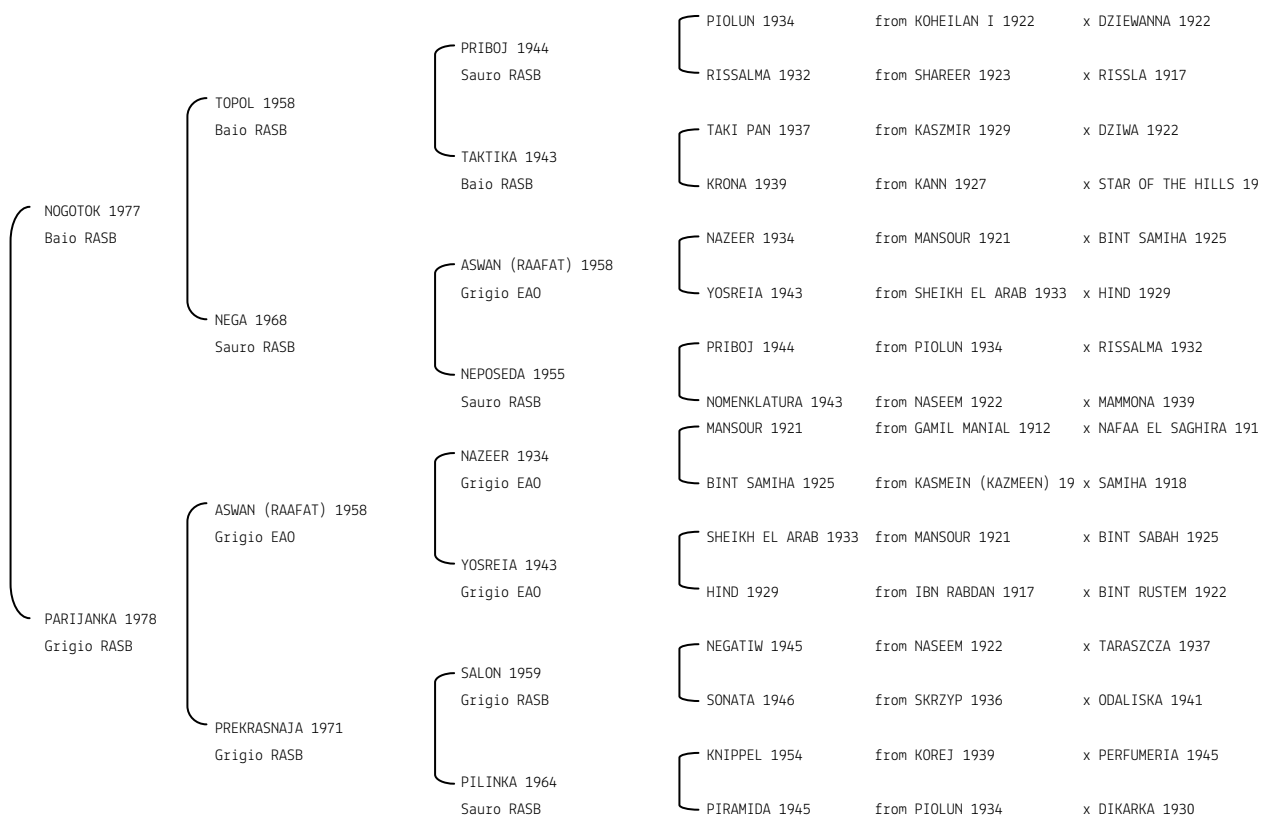 PIOLUN 1934 from KOHEILAN I 1922 x DZIEWANNA 1922
PRIBOJ 1944
Sauro RASB RISSALMA 1932 from SHAREER 1923 x RISSLA 1917
TOPOL 1958
Baio RASB TAKI PAN 1937 from KASZMIR 1929 x DZIWA 1922
TAKTIKA 1943
Baio RASB KRONA 1939 from KANN 1927 x STAR OF THE HILLS 19
NOGOTOK 1977
Baio RASB NAZEER 1934 from MANSOUR 1921 x BINT SAMIHA 1925
ASWAN (RAAFAT) 1958
Grigio EAO YOSREIA 1943 from SHEIKH EL ARAB 1933 x HIND 1929
NEGA 1968
Sauro RASB PRIBOJ 1944 from PIOLUN 1934 x RISSALMA 1932
NEPOSEDA 1955
Sauro RASB NOMENKLATURA 1943 from NASEEM 1922 x MAMMONA 1939
MANSOUR 1921 from GAMIL MANIAL 1912 x NAFAA EL SAGHIRA 191
NAZEER 1934
Grigio EAO BINT SAMIHA 1925 from KASMEIN (KAZMEEN) 19 x SAMIHA 1918
ASWAN (RAAFAT) 1958
Grigio EAO SHEIKH EL ARAB 1933 from MANSOUR 1921 x BINT SABAH 1925
YOSREIA 1943
Grigio EAO HIND 1929 from IBN RABDAN 1917 x BINT RUSTEM 1922
PARIJANKA 1978
Grigio RASB NEGATIW 1945 from NASEEM 1922 x TARASZCZA 1937
SALON 1959
Grigio RASB SONATA 1946 from SKRZYP 1936 x ODALISKA 1941
PREKRASNAJA 1971
Grigio RASB KNIPPEL 1954 from KOREJ 1939 x PERFUMERIA 1945
PILINKA 1964
Sauro RASB PIRAMIDA 1945 from PIOLUN 1934 x DIKARKA 1930